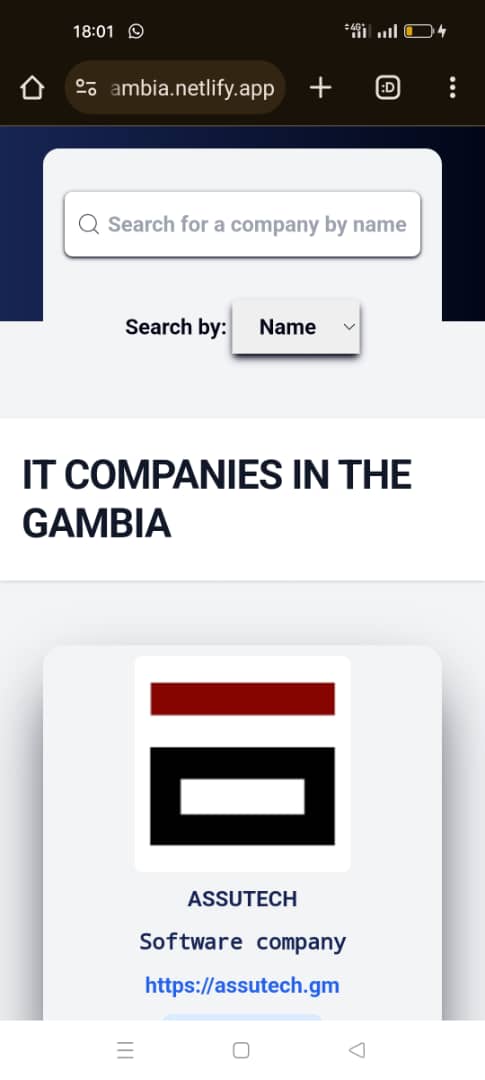 18:01
4G
ambia.netlify.app
:D
Search for a company by name
Search by: Name
IT COMPANIES IN THE
GAMBIA
ASSUTECH
Software company
https://assutech.gm